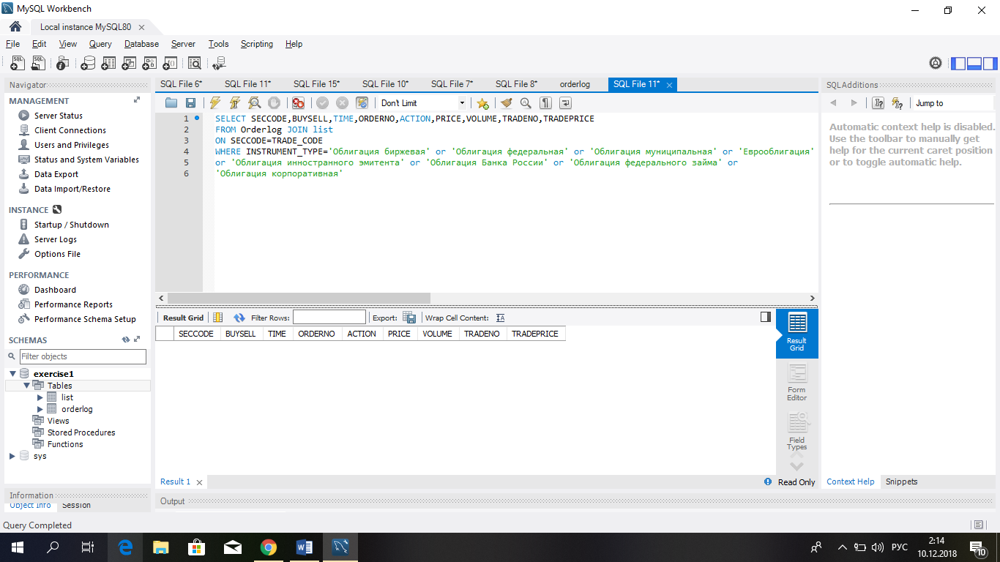 MySQL Workbench
Local instance MySQL80
File Edit View Query Database Server Tools Scripting Help
Navigator
MANAGEMENT
Server Status
Client Connections
Users and Privileges
Status and System Variables
Data Export
Data Import/Restore
INSTANCE
Startup / Shutdown
Server Logs
Options File
PERFORMANCE
Dashboard
Performance Reports
Performance Schema Setup
SCHEMAS
Filter objects
exercise1
Tables
list
orderlog
Views
Stored Procedures
Functions
sys
Information
Object Info Session
SQL File 6* SQL File 11* SQL File 15* SQL File 10* SQL File 7* SQL File 8* orderlog SQL File 11*
Don't Limit
1 SELECT SECCODE,BUYSELL,TIME,ORDERNO,ACTION,PRICE,VOLUME,TRADENO,TRADEPRICE
2 FROM Orderlog JOIN list
3 ON SECCODE=TRADE_CODE
4 WHERE INSTRUMENT_TYPE='Облигация биржевая' or 'Облигация федеральная' or 'Облигация муниципальная' or 'Еврооблигация'
5 or 'Облигация инностранного эмитента' or 'Облигация Банка России' or 'Облигация федерального займа' or
6 'Облигация корпоративная'
Result Grid Filter Rows: Export: Wrap Cell Content:
SECCODE BUYSELL TIME ORDERNO ACTION PRICE VOLUME TRADENO TRADEPRICE
Result Grid
Form Editor
Field Types
Result 1
Read Only
Output
SQLAdditions
Jump to
Automatic context help is disabled.
Use the toolbar to manually get
help for the current caret position
or to toggle automatic help.
Context Help Snippets
Query Completed
РУС
2:14
10.12.2018
10